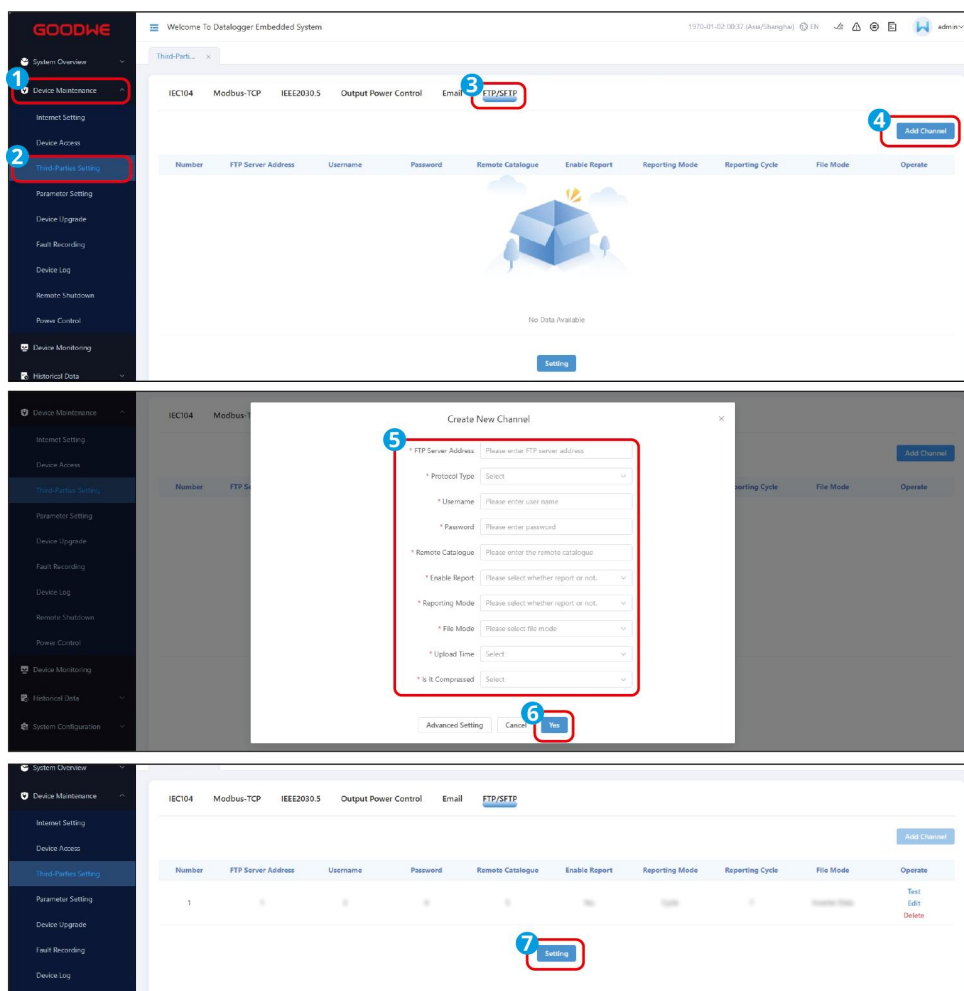 GOODWE
Welcome To Datalogger Embedded System
1970-01-02 00:37 (Asia/Shanghai) EN
admin
Third-Parti... ×
System Overview
1
Device Maintenance
Internet Setting
Device Access
2
Third-Parties Setting
Parameter Setting
Device Upgrade
Fault Recording
Device Log
Remote Shutdown
Power Control
Device Monitoring
Historical Data
IEC104 Modbus-TCP IEEE2030.5 Output Power Control Email 3 FTP/SFTP
4 Add Channel
Number FTP Server Address Username Password Remote Catalogue Enable Report Reporting Mode Reporting Cycle File Mode Operate
No Data Available
Setting
Device Maintenance
Internet Setting
Device Access
Third-Parties Setting
Parameter Setting
Device Upgrade
Fault Recording
Device Log
Remote Shutdown
Power Control
Device Monitoring
Historical Data
System Configuration
IEC104 Modbus-T
Add Channel
Number FTP Se
porting Cycle File Mode Operate
Create New Channel ×
5
* FTP Server Address Please enter FTP server address
* Protocol Type Select
* Username Please enter user name
* Password Please enter password
* Remote Catalogue Please enter the remote catalogue
* Enable Report Please select whether report or not.
* Reporting Mode Please select whether report or not.
* File Mode Please select file mode
* Upload Time Select
* Is It Compressed Select
Advanced Setting Cancel 6 Yes
System Overview
Device Maintenance
Internet Setting
Device Access
Third-Parties Setting
Parameter Setting
Device Upgrade
Fault Recording
Device Log
IEC104 Modbus-TCP IEEE2030.5 Output Power Control Email FTP/SFTP
Add Channel
Number FTP Server Address Username Password Remote Catalogue Enable Report Reporting Mode Reporting Cycle File Mode Operate
1
Test
Edit
Delete
7 Setting